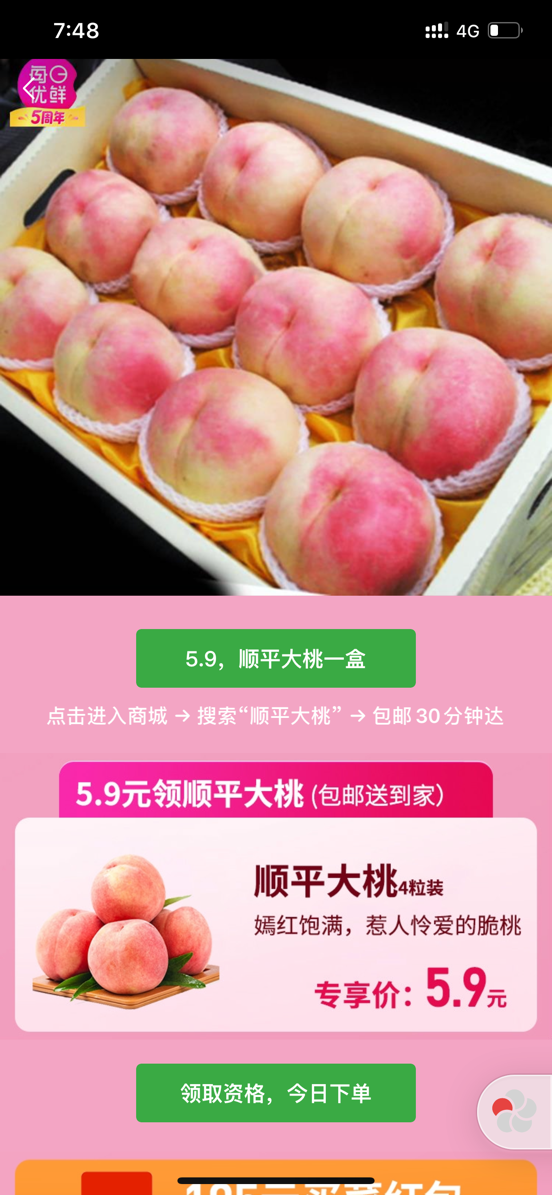 7:48
4G
每日
优鲜
5周年
5.9，顺平大桃一盒
点击进入商城 → 搜索“顺平大桃” → 包邮 30 分钟达
5.9元领顺平大桃 (包邮送到家）
顺平大桃4粒装
嫣红饱满，惹人怜爱的脆桃
专享价：5.9元
领取资格，今日下单